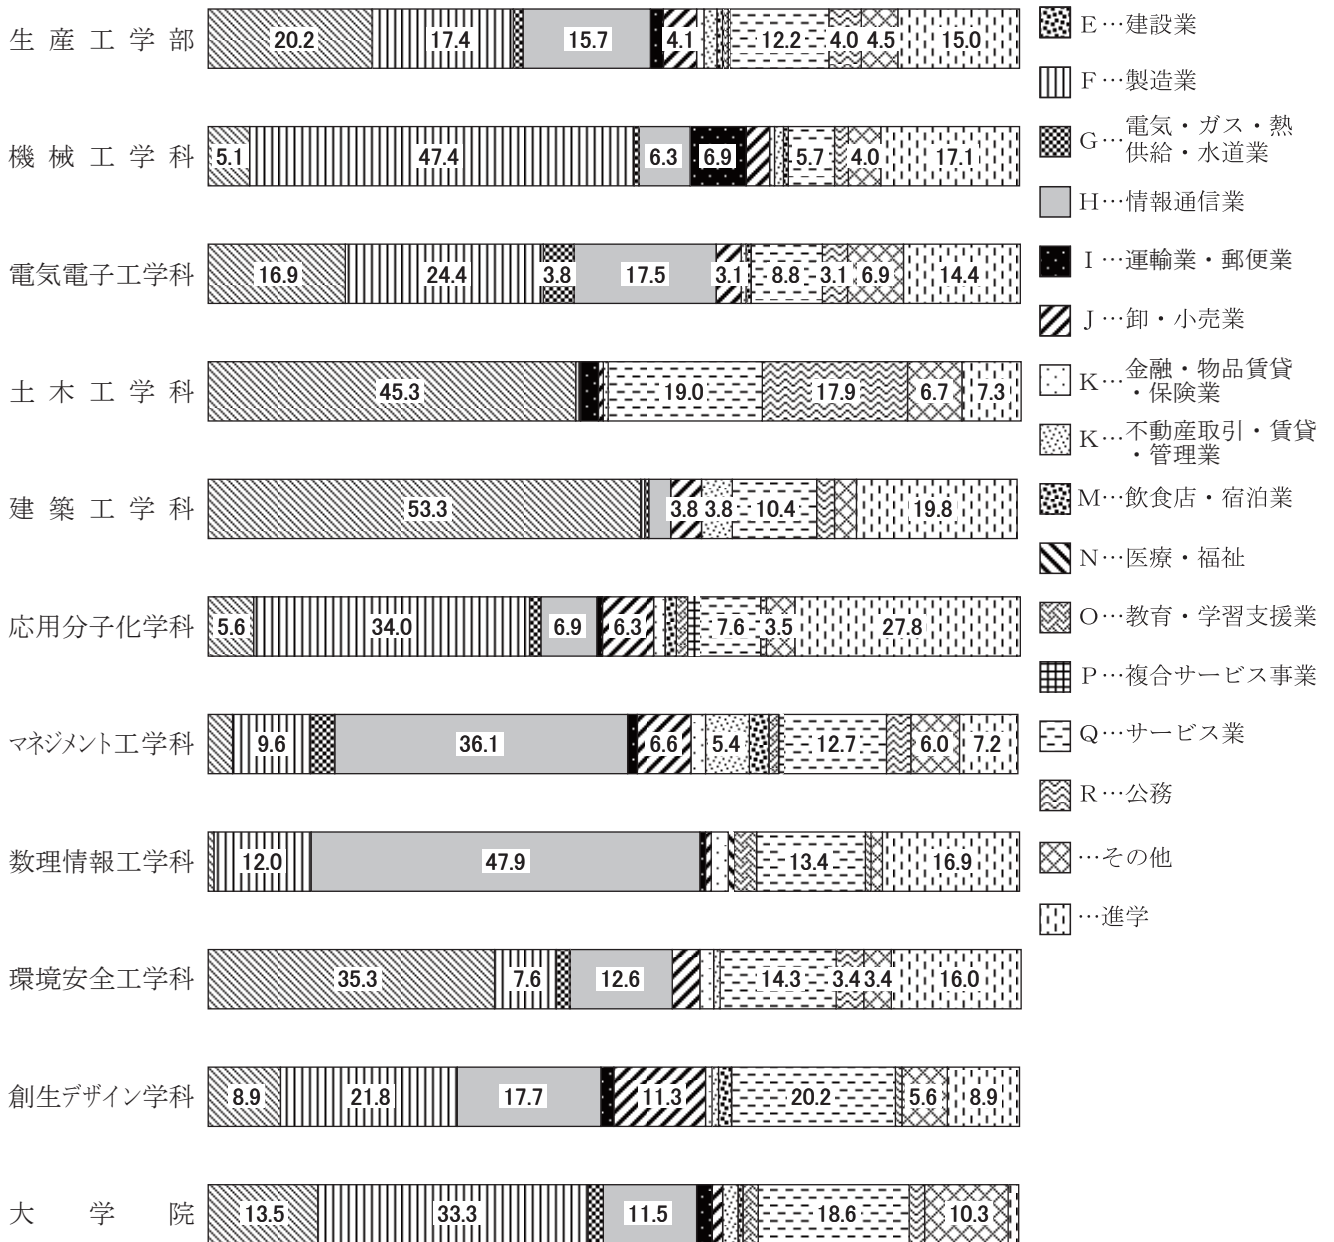 生産工学部 20.2 17.4 15.7 4.1 12.2 4.0 4.5 15.0
機械工学科 5.1 47.4 6.3 6.9 5.7 4.0 17.1
電気電子工学科 16.9 24.4 3.8 17.5 3.1 8.8 3.1 6.9 14.4
土木工学科 45.3 19.0 17.9 6.7 7.3
建築工学科 53.3 3.8 3.8 10.4 19.8
応用分子化学科 5.6 34.0 6.9 6.3 7.6 3.5 27.8
マネジメント工学科 9.6 36.1 6.6 5.4 12.7 6.0 7.2
数理情報工学科 12.0 47.9 13.4 16.9
環境安全工学科 35.3 7.6 12.6 14.3 3.4 3.4 16.0
創生デザイン学科 8.9 21.8 17.7 11.3 20.2 5.6 8.9
大学院 13.5 33.3 11.5 18.6 10.3
E…建設業
F…製造業
G…電気・ガス・熱
供給・水道業
H…情報通信業
I…運輸業・郵便業
J…卸・小売業
K…金融・物品賃貸
・保険業
K…不動産取引・賃貸
・管理業
M…飲食店・宿泊業
N…医療・福祉
O…教育・学習支援業
P…複合サービス事業
Q…サービス業
R…公務
…その他
…進学